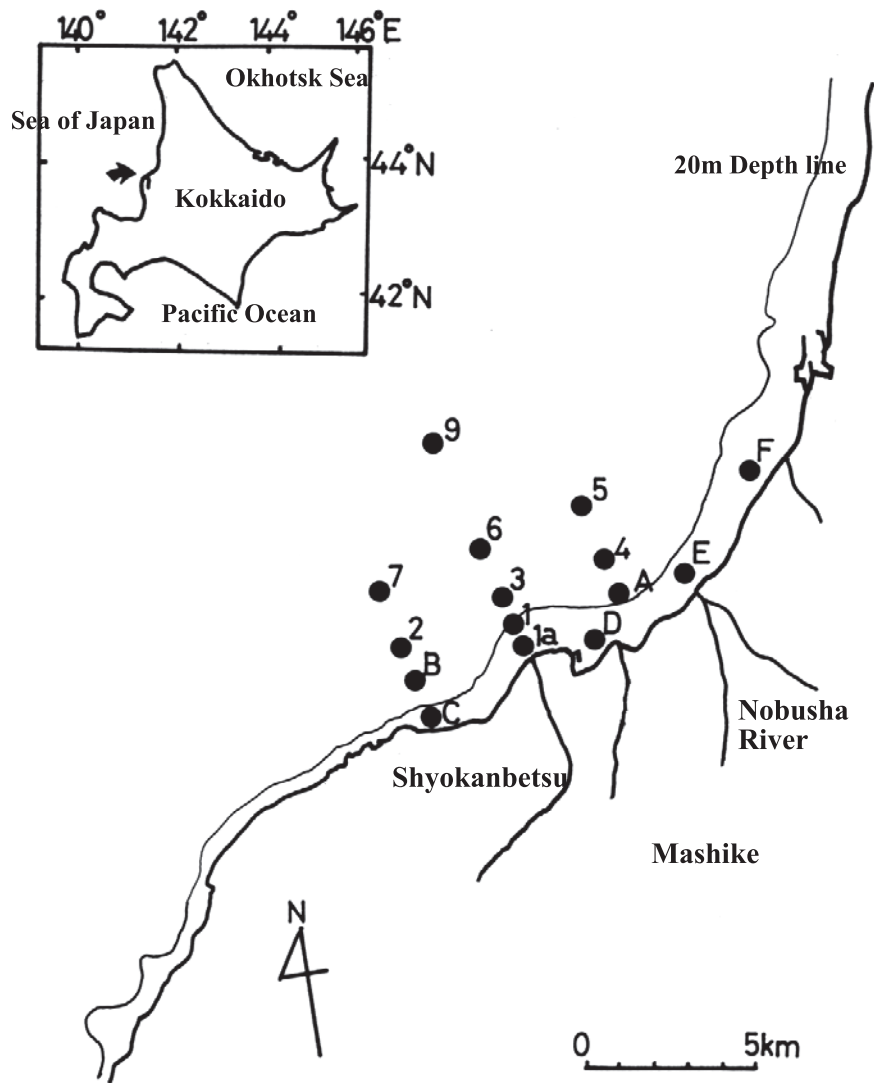 140° 142° 144° 146°E
Okhotsk Sea
Sea of Japan
44°N
Kokkaido
42°N
Pacific Ocean
20m Depth line
9
F
5
6
4
E
7
3
A
1
2
1a
D
B
C
Nobusha
River
Shyokanbetsu
Mashike
N
0 5km